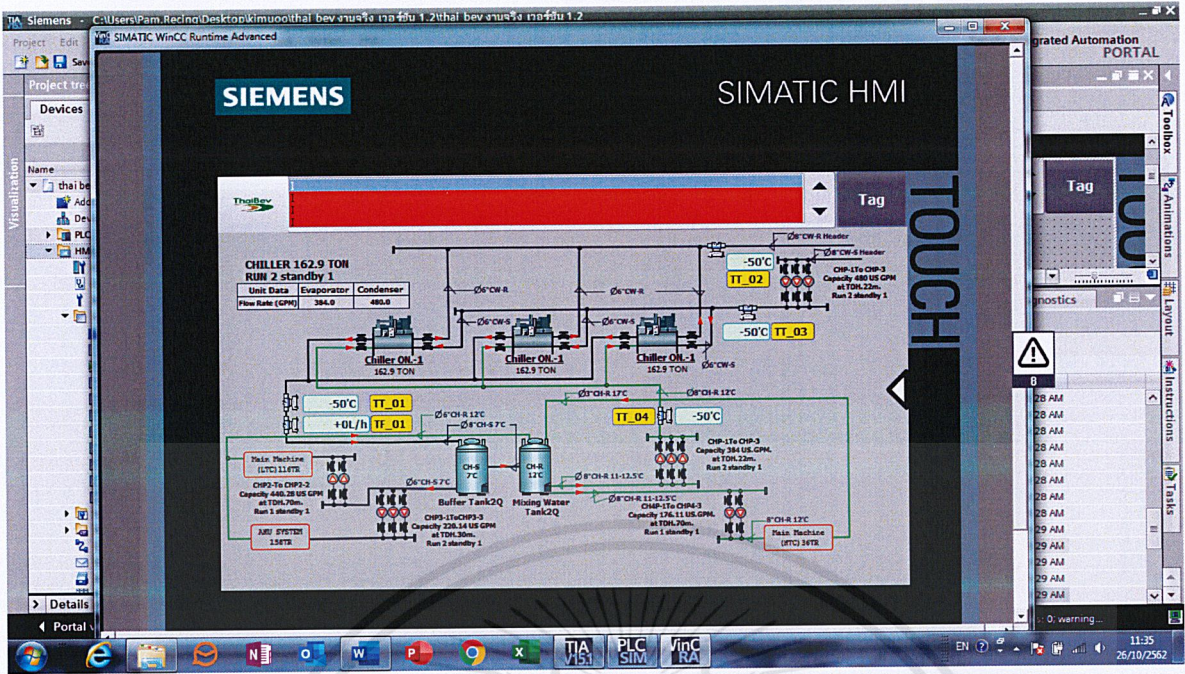 Siemens - C:\Users\Pam.Recing\Desktop\kimuoo\thai bev งานจริง เวอร์ชั่น 1.2\thai bev งานจริง เวอร์ชั่น 1.2
Project Edit
SIMATIC WinCC Runtime Advanced
grated Automation
PORTAL
Sav
Project tre
Devices
Visualization
Name
thai be
Add
Dev
PLC
HM
Details
Portal v
SIEMENS
SIMATIC HMI
TOUCH
ThaiBev
Tag
CHILLER 162.9 TON
RUN 2 standby 1
Unit Data Evaporator Condenser
Flow Rate (GPM) 384.0 480.0
Ø8"CW-R Header
Ø8"CW-S Header
-50°C
TT_02
CHP-1To CHP-3
Capacity 480 US GPM
at TDH.22m.
Run 2 standby 1
Ø6"CW-R
Ø6"CW-R
Ø6"CW-S
Ø6"CW-S
-50°C TT_03
Ø6"CW-S
Chiller ON.-1
162.9 TON
Chiller ON.-1
162.9 TON
Chiller ON.-1
162.9 TON
-50°C TT_01
+0L/h TF_01
Ø6"CH-R 12'C
Ø8"CH-S 7'C
Ø3"CH-R 17'C
Ø8"CH-R 12'C
TT_04 -50°C
CHP-1To CHP-3
Capacity 384 US.GPM.
at TDH.22m.
Run 2 standby 1
Main Machine
(LTC)116TR
CHP2-To CHP2-2
Capacity 440.28 US GPM
at TDH.70m.
Run 1 standby 1
Ø6"CH-S 7'C
CH-S
7'C
Buffer Tank2Q
CH-R
12'C
Mixing Water
Tank2Q
Ø 8"CH-R 11-12.5'C
Ø8"CH-R 11-12.5'C
CHP3-1ToCHP3-3
Capacity 220.14 US GPM
at TDH.30m.
Run 2 standby 1
CH4P-1To CHP4-3
Capacity 176.11 US.GPM.
at TDH.70m.
Run 1 standby 1
8"CH-R 12'C
Main Machine
(MTC) 36TR
AHU SYSTEM
158TR
8
Tag
TOU
gnostics
28 AM
28 AM
28 AM
28 AM
28 AM
28 AM
28 AM
28 AM
29 AM
29 AM
29 AM
29 AM
29 AM
Toolbox
Animations
Layout
Instructions
Tasks
s: 0; warning...
TIA
V15.1
PLC
SIM
WinC
RA
EN
11:35
26/10/2562